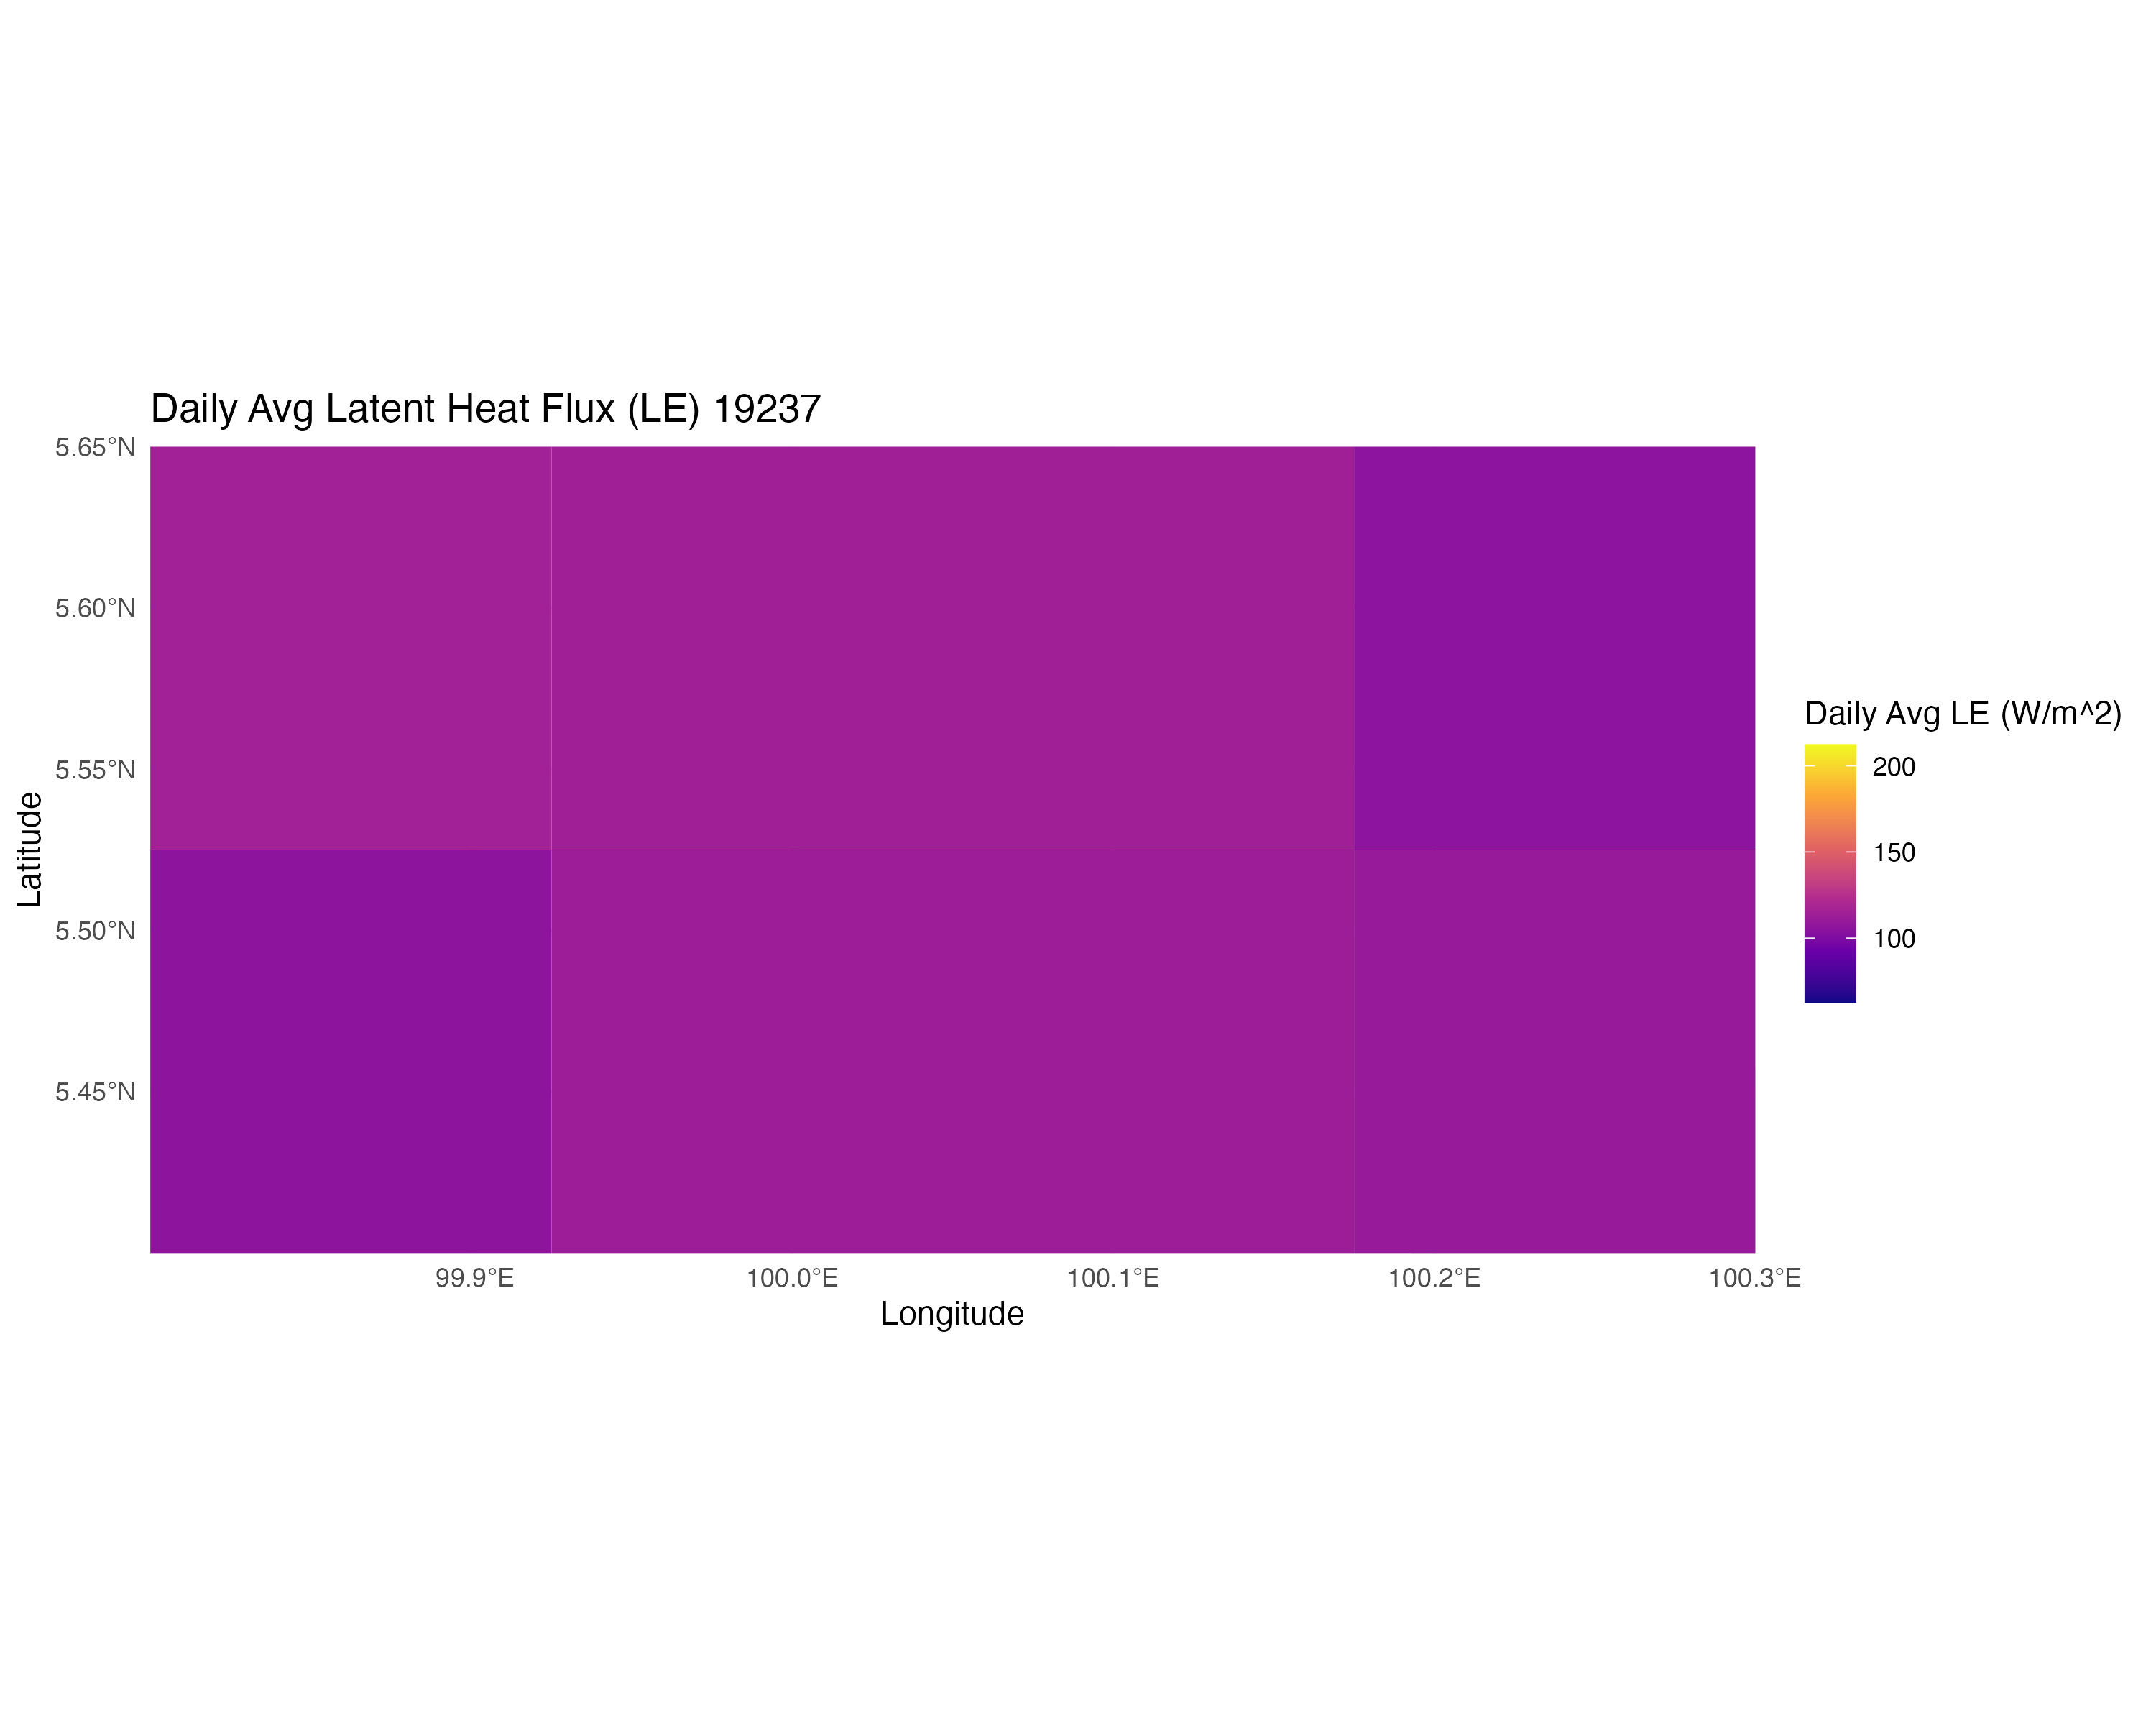 Daily Avg Latent Heat Flux (LE) 19237
5.65°N
5.60°N
5.55°N
5.50°N
5.45°N
Latitude
99.9°E 100.0°E 100.1°E 100.2°E 100.3°E
Longitude
Daily Avg LE (W/m^2)
200
150
100